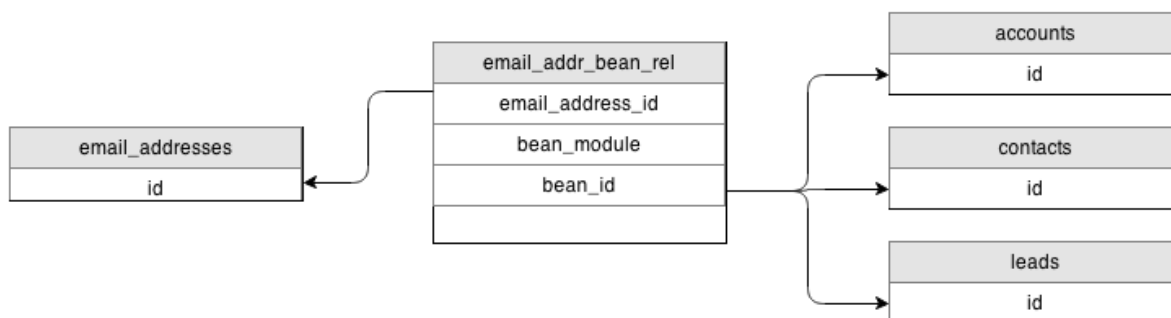 email_addresses
id
email_addr_bean_rel
email_address_id
bean_module
bean_id
accounts
id
contacts
id
leads
id